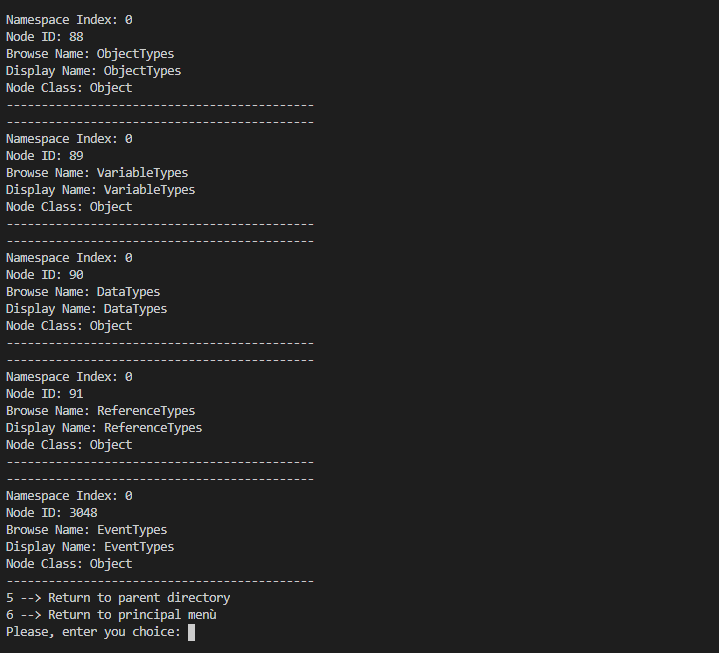 Namespace Index: 0
Node ID: 88
Browse Name: ObjectTypes
Display Name: ObjectTypes
Node Class: Object
--------------------------------------------
--------------------------------------------
Namespace Index: 0
Node ID: 89
Browse Name: VariableTypes
Display Name: VariableTypes
Node Class: Object
--------------------------------------------
--------------------------------------------
Namespace Index: 0
Node ID: 90
Browse Name: DataTypes
Display Name: DataTypes
Node Class: Object
--------------------------------------------
--------------------------------------------
Namespace Index: 0
Node ID: 91
Browse Name: ReferenceTypes
Display Name: ReferenceTypes
Node Class: Object
--------------------------------------------
--------------------------------------------
Namespace Index: 0
Node ID: 3048
Browse Name: EventTypes
Display Name: EventTypes
Node Class: Object
--------------------------------------------
5 --> Return to parent directory
6 --> Return to principal menù
Please, enter you choice: